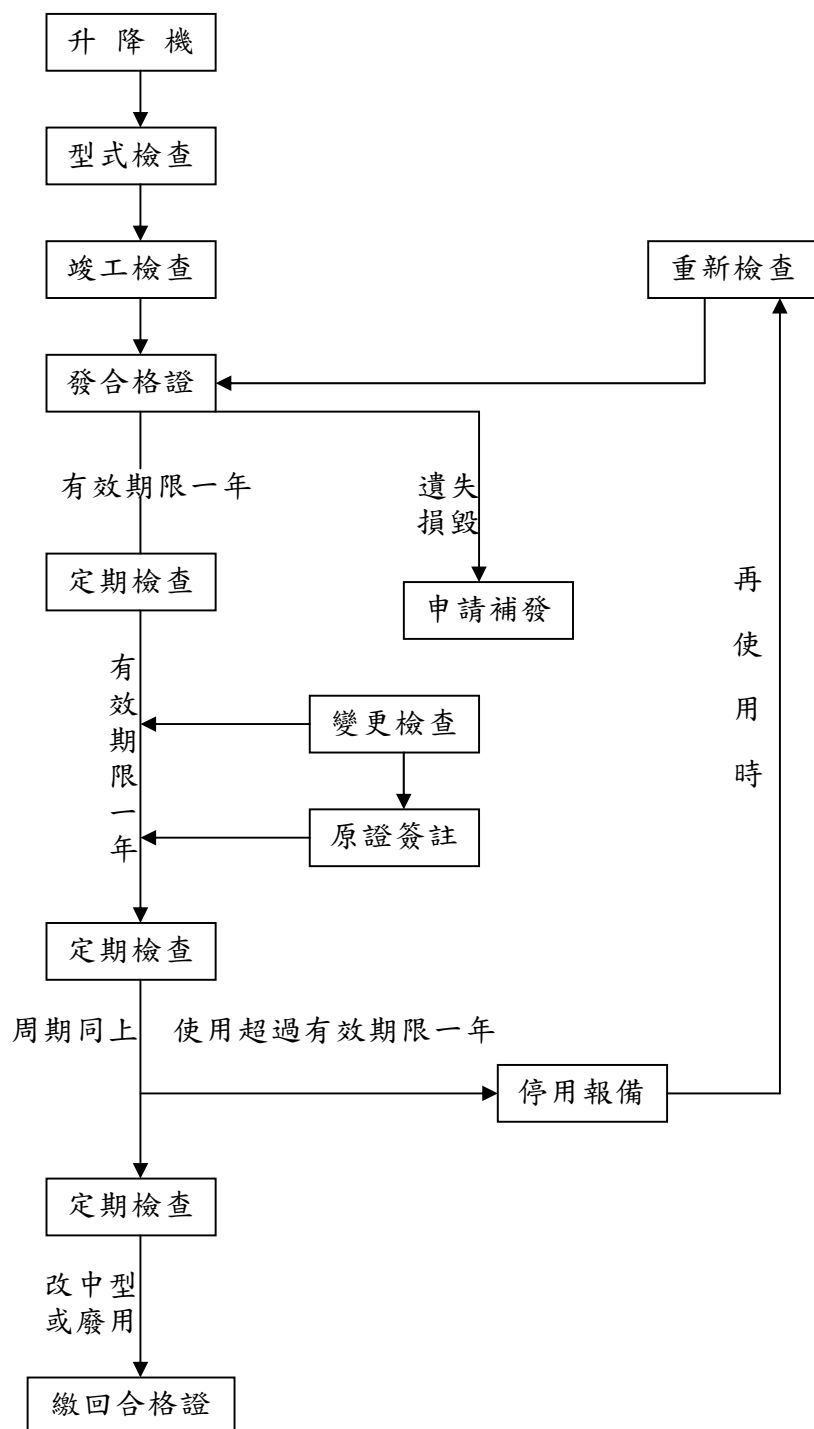 升降機
型式檢查
竣工檢查
重新檢查
發合格證
有效期限一年
遺失
損毀
定期檢查
申請補發
再使用時
有效期限一年
變更檢查
原證簽註
定期檢查
周期同上
使用超過有效期限一年
停用報備
定期檢查
改中型
或廢用
繳回合格證